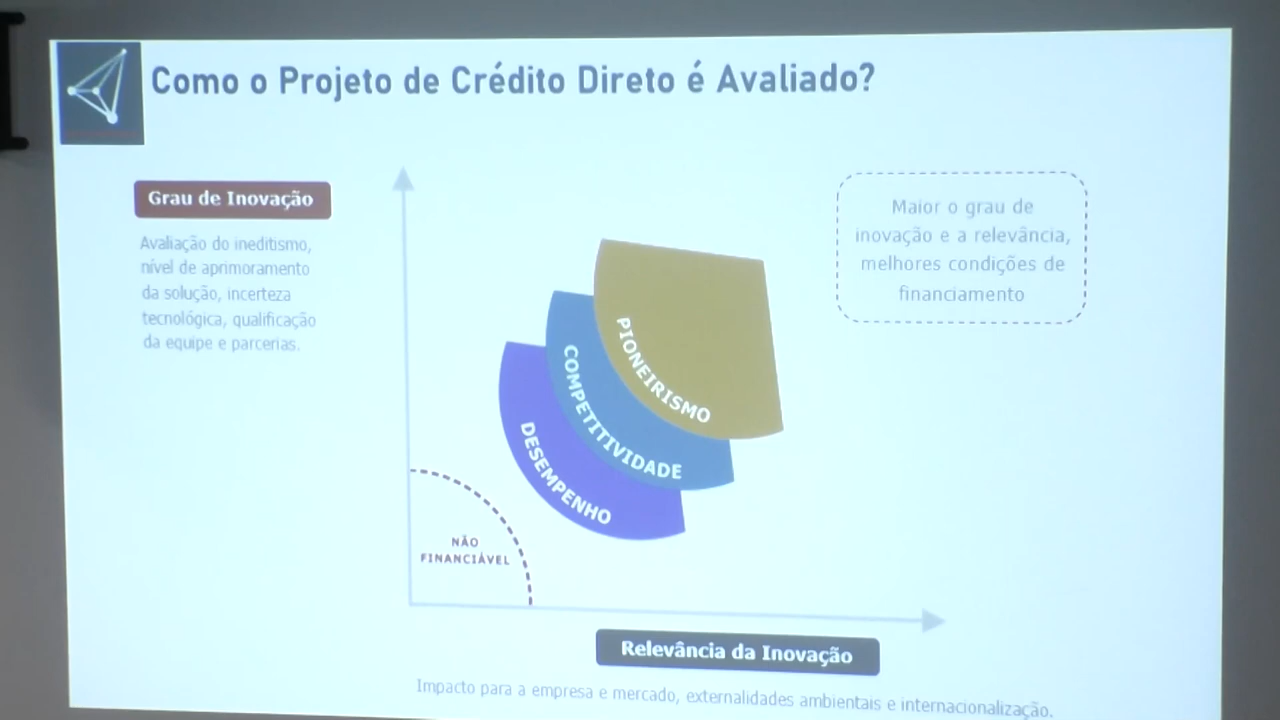 Como o Projeto de Crédito Direto é Avaliado?
Grau de Inovação
Avaliação do ineditismo,
nível de aprimoramento
da solução, incerteza
tecnológica, qualificação
da equipe e parcerias.
Maior o grau de
inovação e a relevância,
melhores condições de
financiamento
PIONEIRISMO
COMPETITIVIDADE
DESEMPENHO
NÃO
FINANCIÁVEL
Relevância da Inovação
Impacto para a empresa e mercado, externalidades ambientais e internacionalização.